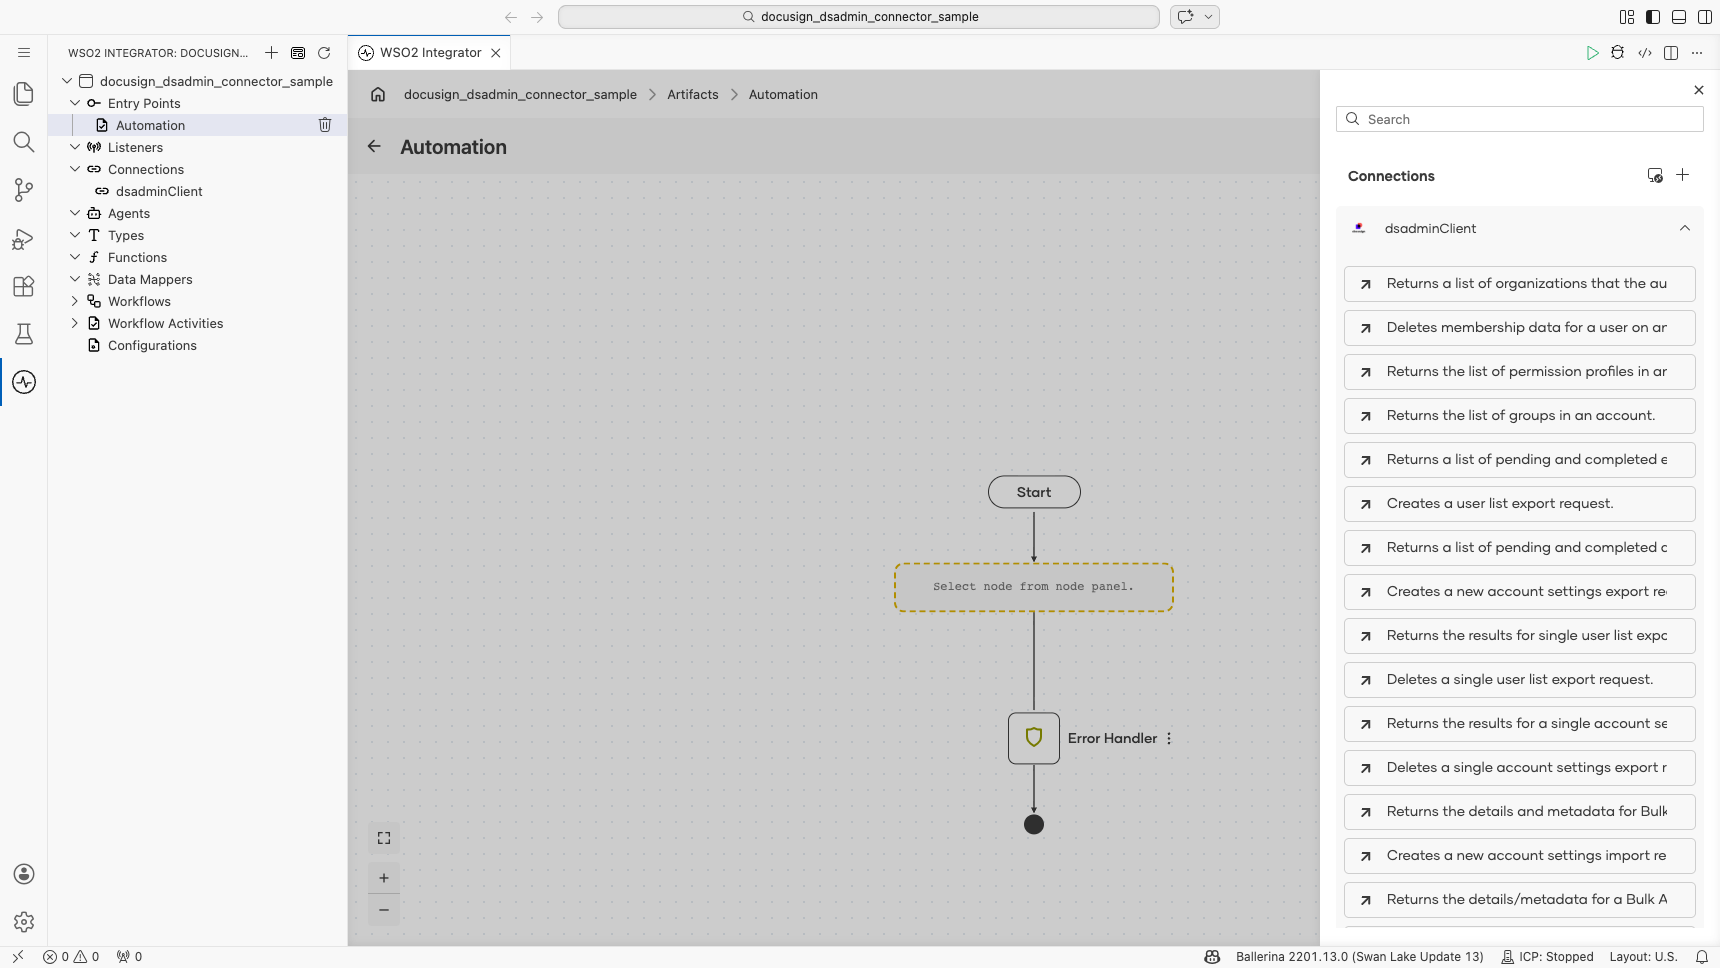 docusign_dsadmin_connector_sample
WSO2 INTEGRATOR: DOCUSIGN...
WSO2 Integrator
docusign_dsadmin_connector_sample
Entry Points
Automation
Listeners
Connections
dsadminClient
Agents
Types
Functions
Data Mappers
Workflows
Workflow Activities
Configurations
docusign_dsadmin_connector_sample
Artifacts
Automation
Automation
Start
Select node from node panel.
Error Handler
Search
Connections
dsadminClient
Returns a list of organizations that the au
Deletes membership data for a user on ar
Returns the list of permission profiles in ar
Returns the list of groups in an account.
Returns a list of pending and completed e
Creates a user list export request.
Returns a list of pending and completed c
Creates a new account settings export re
Returns the results for single user list expo
Deletes a single user list export request.
Returns the results for a single account se
Deletes a single account settings export r
Returns the details and metadata for Bulk
Creates a new account settings import re
Returns the details/metadata for a Bulk A
0
0
0
Ballerina 2201.13.0 (Swan Lake Update 13)
ICP: Stopped
Layout: U.S.